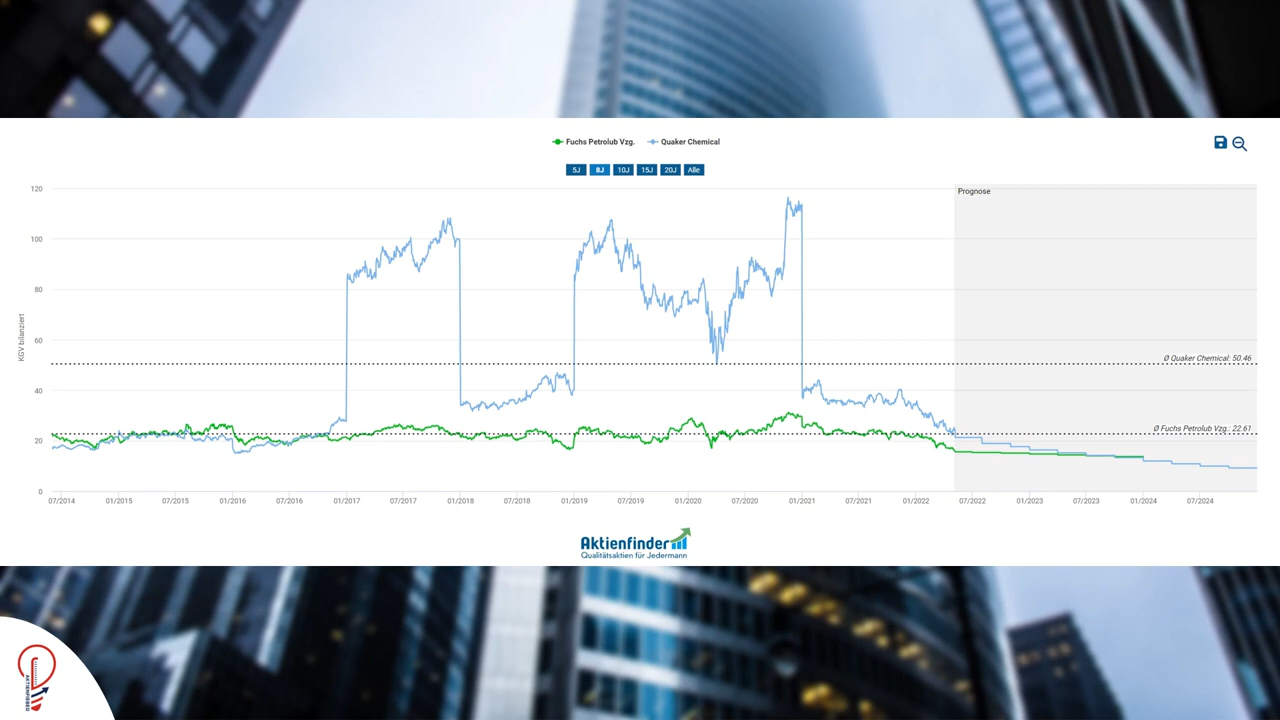 Fuchs Petrolub Vzg. Quaker Chemical
5J 8J 10J 15J 20J Alle
Prognose
KGV bilanziert
120
100
80
60
40
20
0
Ø Quaker Chemical: 50.46
Ø Fuchs Petrolub Vzg.: 22.61
07/2014 01/2015 07/2015 01/2016 07/2016 01/2017 07/2017 01/2018 07/2018 01/2019 07/2019 01/2020 07/2020 01/2021 07/2021 01/2022 07/2022 01/2023 07/2023 01/2024 07/2024
Aktienfinder
Qualitätsaktien für Jedermann